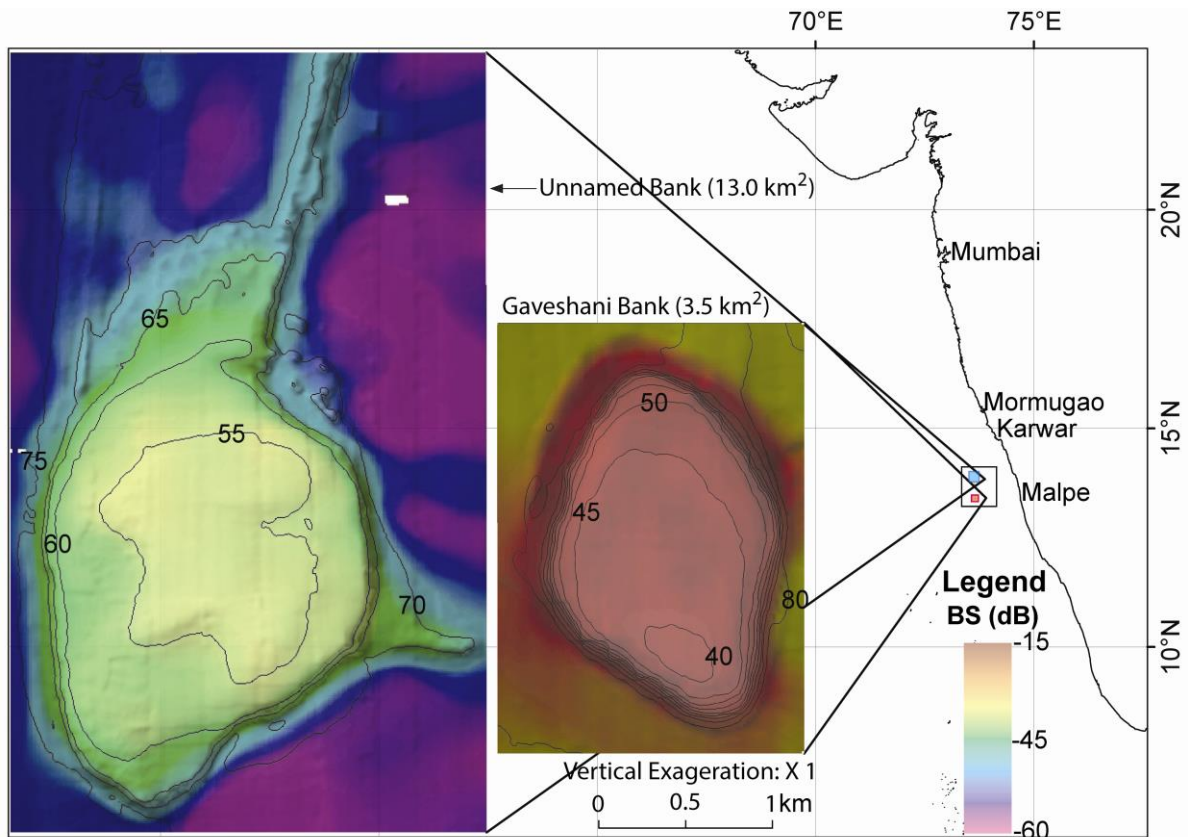 70°E
75°E
Unnamed Bank (13.0 km²)
20°N
Mumbai
65
Gaveshani Bank (3.5 km²)
50
Mormugao
Karwar
15°N
55
75
Malpe
45
60
Legend
BS (dB)
80
70
-15
10°N
40
-45
Vertical Exageration: X 1
0 0.5 1km
-60